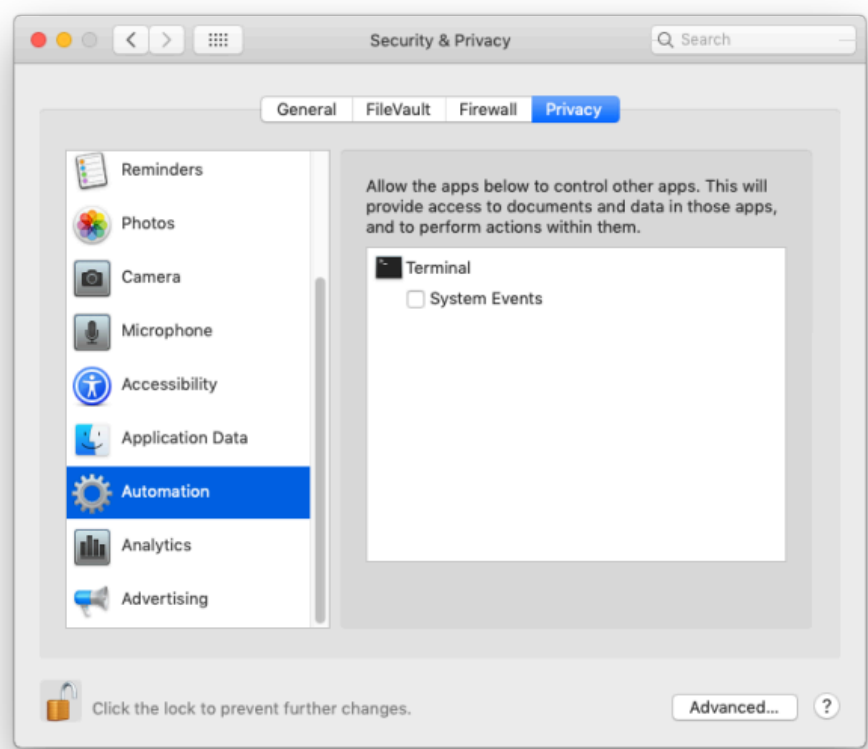 Security & Privacy
Search
General
FileVault
Firewall
Privacy
Reminders
Photos
Camera
Microphone
Accessibility
Application Data
Automation
Analytics
Advertising
Allow the apps below to control other apps. This will
provide access to documents and data in those apps,
and to perform actions within them.
Terminal
System Events
Click the lock to prevent further changes.
Advanced...
?